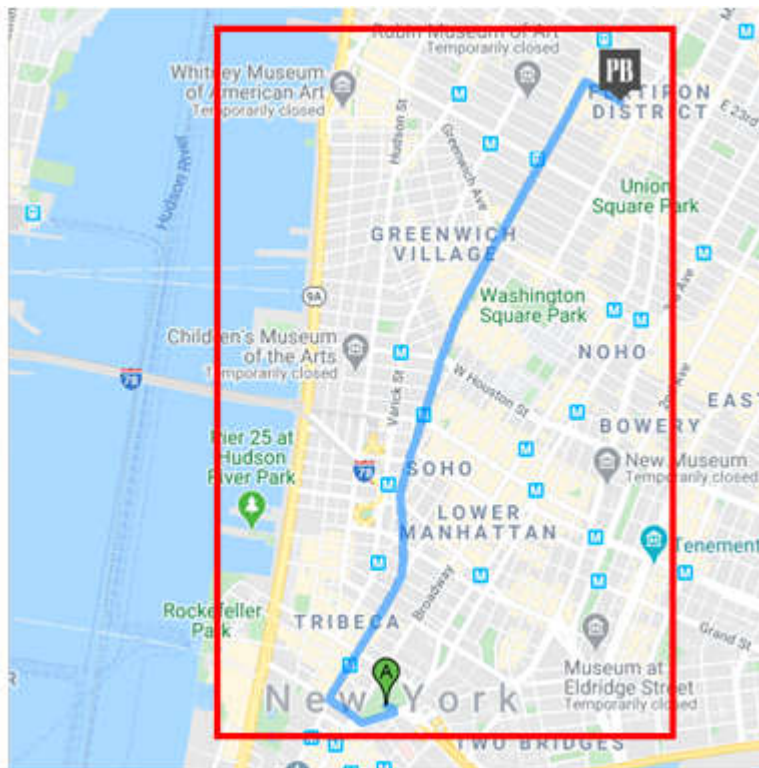 Rubin Museum of Art
Temporarily closed
Whitney Museum
of American Art
Temporarily closed
PB
FLATIRON
DISTRICT
E 23rd
Hudson St
Greenwich Ave
Hudson River
Union
Square Park
GREENWICH
VILLAGE
3rd Ave
9A
Washington
Square Park
Children's Museum
of the Arts
Temporarily closed
NOHO
78
Varick St
W Houston St
2nd Ave
EAST
BOWERY
Pier 25 at
Hudson
River Park
SOHO
78
New Museum
Temporarily closed
LOWER
MANHATTAN
Tenement
Broadway
Rockefeller
Park
TRIBECA
Grand St
R
A
New York
Museum at
Eldridge Street
Temporarily closed
TWO BRIDGES